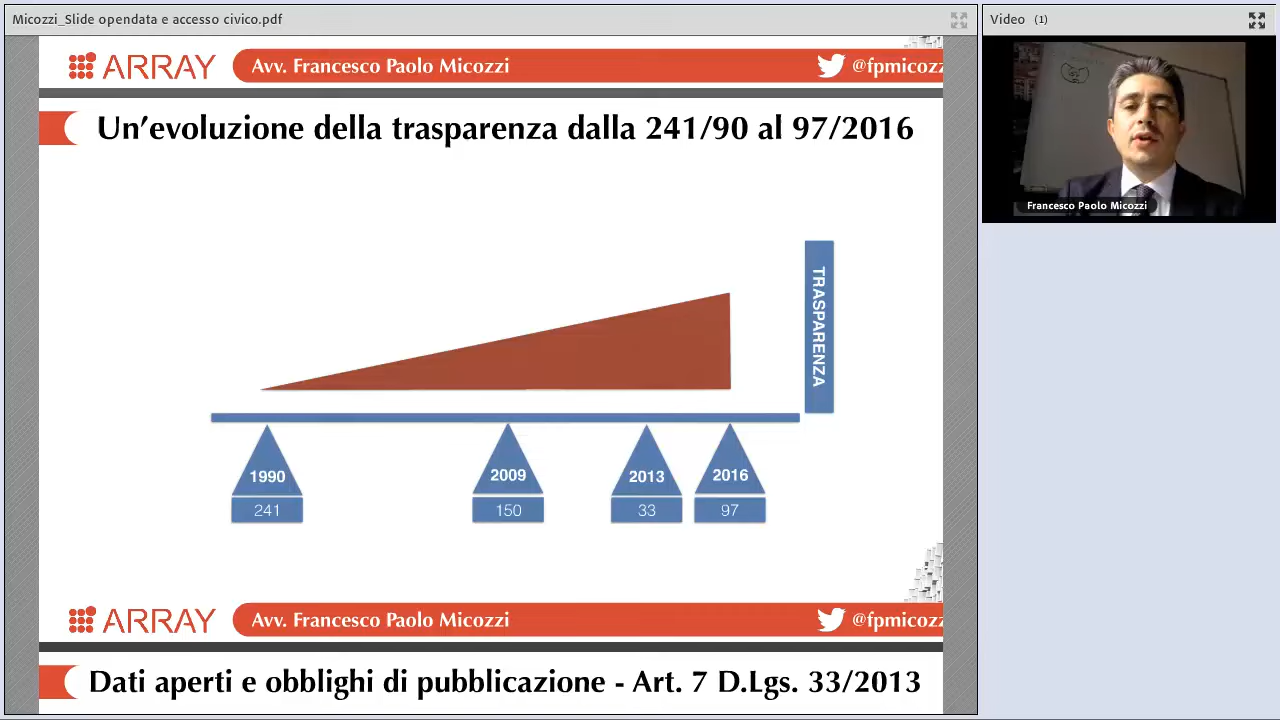 Micozzi_Slide opendata e accesso civico.pdf
Video (1)
ARRAY
Avv. Francesco Paolo Micozzi
@fpmicozz
Un'evoluzione della trasparenza dalla 241/90 al 97/2016
Francesco Paolo Micozzi
TRASPARENZA
1990
2009
2013
2016
241
150
33
97
ARRAY
Avv. Francesco Paolo Micozzi
@fpmicozz
Dati aperti e obblighi di pubblicazione - Art. 7 D.Lgs. 33/2013